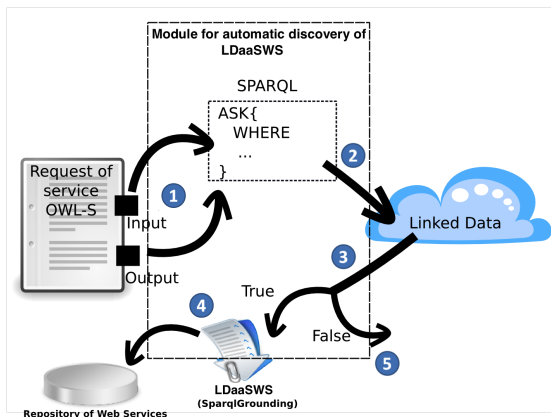 Module for automatic discovery of
LDaaSWS
SPARQL
ASK{
WHERE
...
}
Request of
service
OWL-S
Input
Output
1
2
Linked Data
3
True
False
4
5
LDaaSWS
(SparqlGrounding)
Repository of Web Services